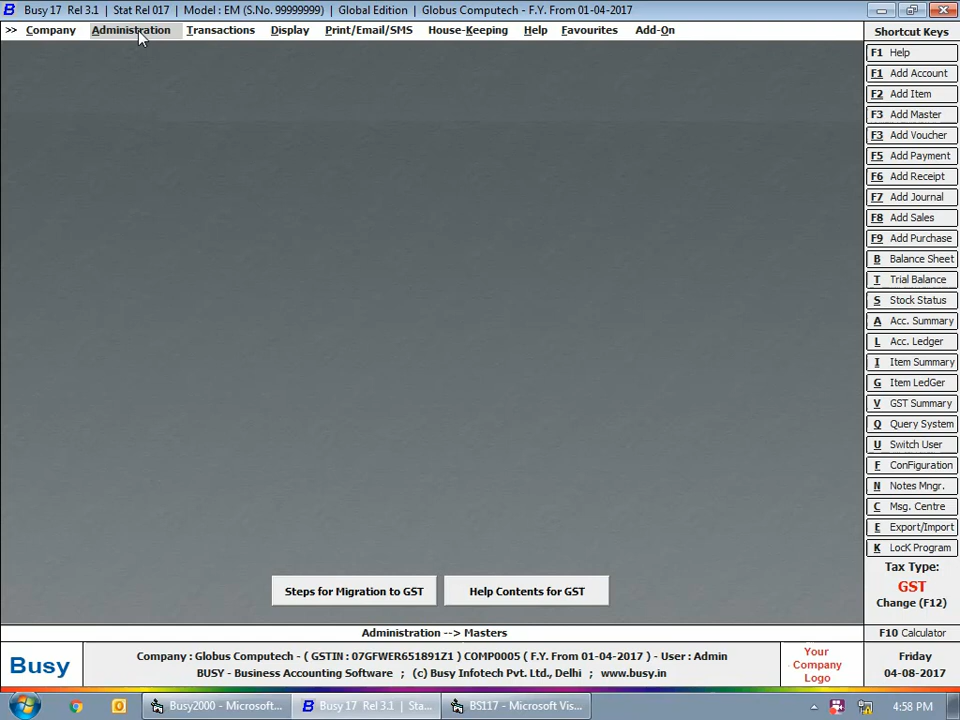 Busy 17 Rel 3.1 | Stat Rel 017 | Model : EM (S.No. 99999999) | Global Edition | Globus Computech - F.Y. From 01-04-2017
>> Company Administration Transactions Display Print/Email/SMS House-Keeping Help Favourites Add-On
Shortcut Keys
F1 Help
F1 Add Account
F2 Add Item
F3 Add Master
F3 Add Voucher
F5 Add Payment
F6 Add Receipt
F7 Add Journal
F8 Add Sales
F9 Add Purchase
B Balance Sheet
T Trial Balance
S Stock Status
A Acc. Summary
L Acc. Ledger
I Item Summary
G Item LedGer
V GST Summary
Q Query System
U Switch User
F ConFiguration
N Notes Mngr.
C Msg. Centre
E Export/Import
K LocK Program
Tax Type:
GST
Change (F12)
Steps for Migration to GST Help Contents for GST
Administration --> Masters
F10 Calculator
Busy
Company : Globus Computech - ( GSTIN : 07GFWER651891Z1 ) COMP0005 ( F.Y. From 01-04-2017 ) - User : Admin
BUSY - Business Accounting Software ; (c) Busy Infotech Pvt. Ltd., Delhi ; www.busy.in
Your
Company
Logo
Friday
04-08-2017
Busy2000 - Microsoft... Busy 17 Rel 3.1 | Sta... BS117 - Microsoft Vis... 4:58 PM